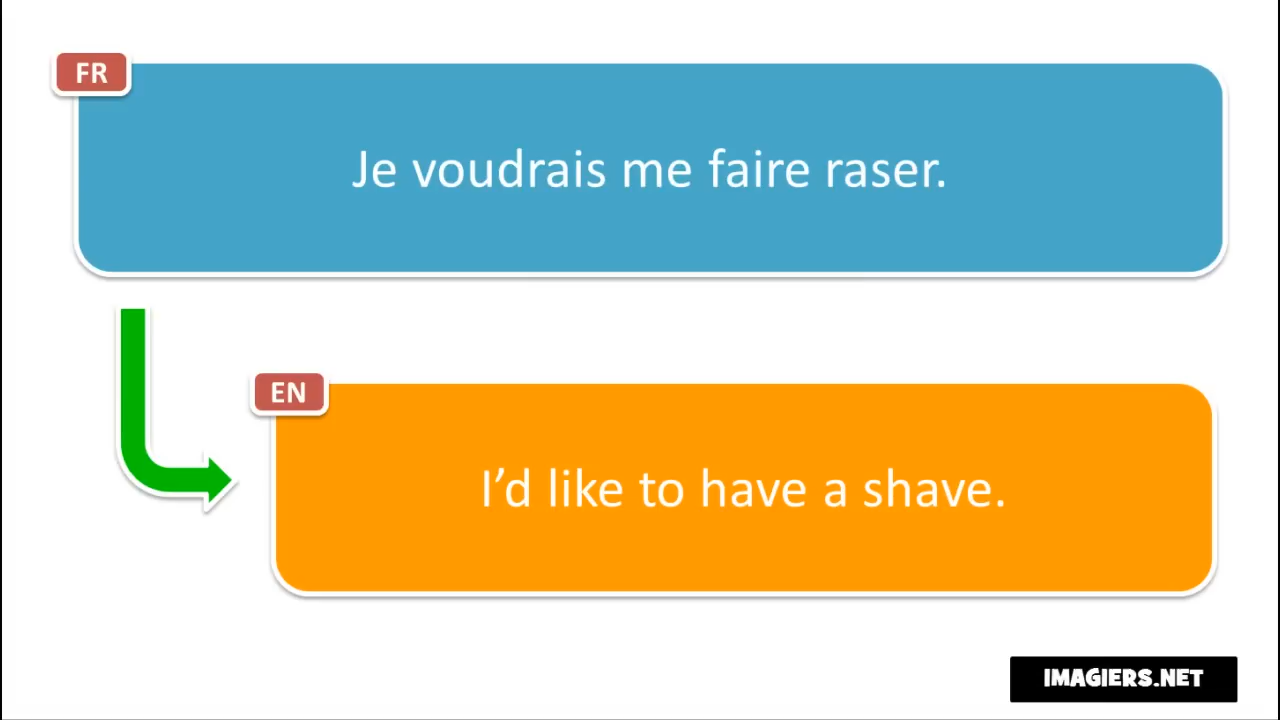 FR
Je voudrais me faire raser.
EN
I’d like to have a shave.
IMAGIERS.NET